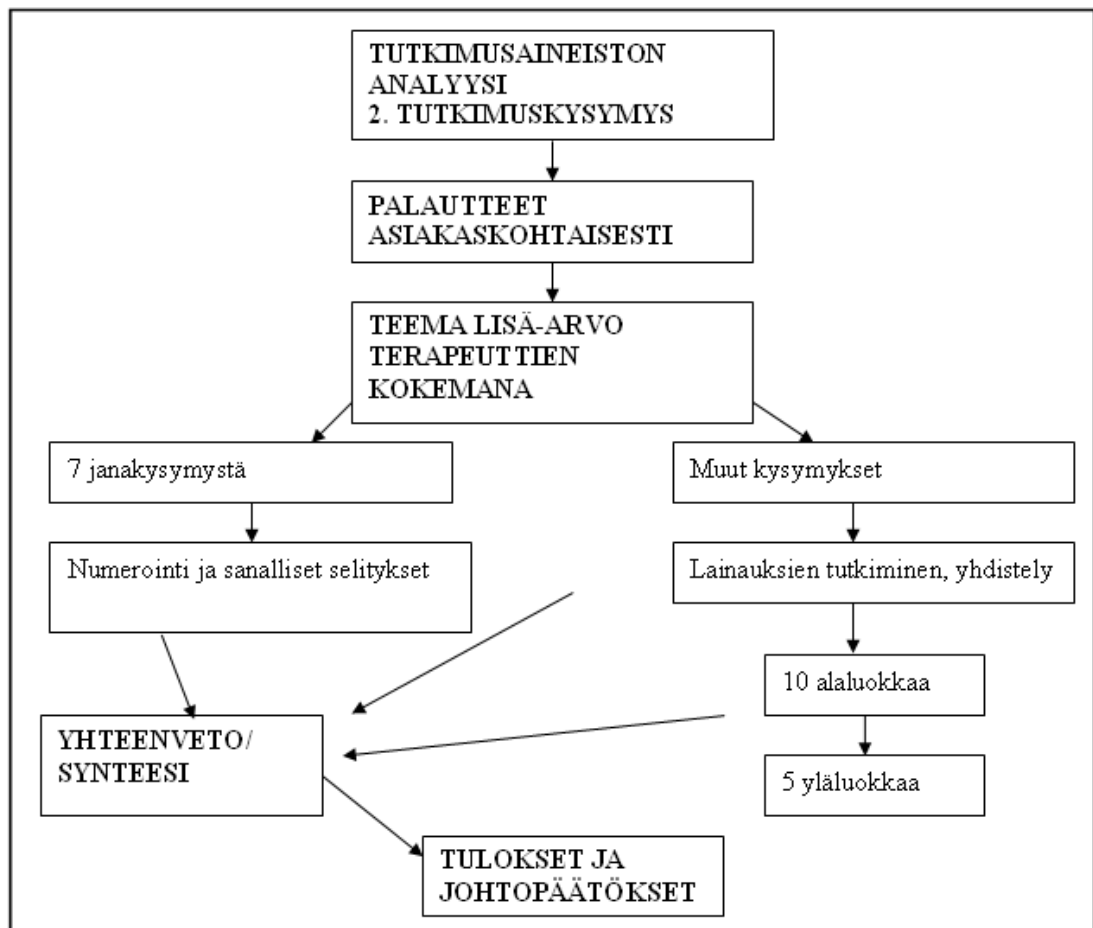 TUTKIMUSAINEISTON
ANALYYSI
2. TUTKIMUSKYSYMYS
PALAUTTEET
ASIAKASKOHTAISESTI
TEEMA LISÄ-ARVO
TERAPEUTTIEN
KOKEMANA
7 janakysymystä
Muut kysymykset
Numerointi ja sanalliset selitykset
Lainauksien tutkiminen, yhdistely
10 alaluokkaa
YHTEENVETO/
SYNTEESI
5 yläluokkaa
TULOKSET JA
JOHTOPÄÄTÖKSET